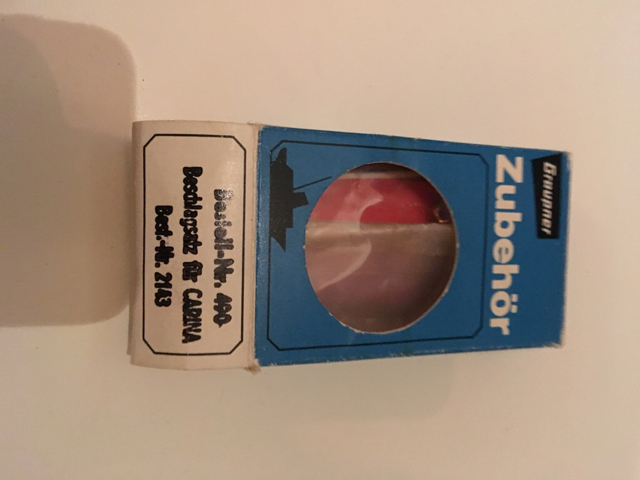 Graupner
Zubehör
Bestell-Nr. 490-
Beschlagsatz für CARINA
Best.-Nr. 2143